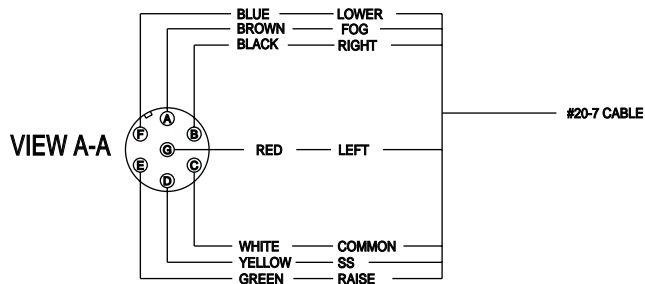 BLUE LOWER
BROWN FOG
BLACK RIGHT
#20-7 CABLE
A
F B
VIEW A-A
G RED LEFT
E C
D
WHITE COMMON
YELLOW SS
GREEN RAISE